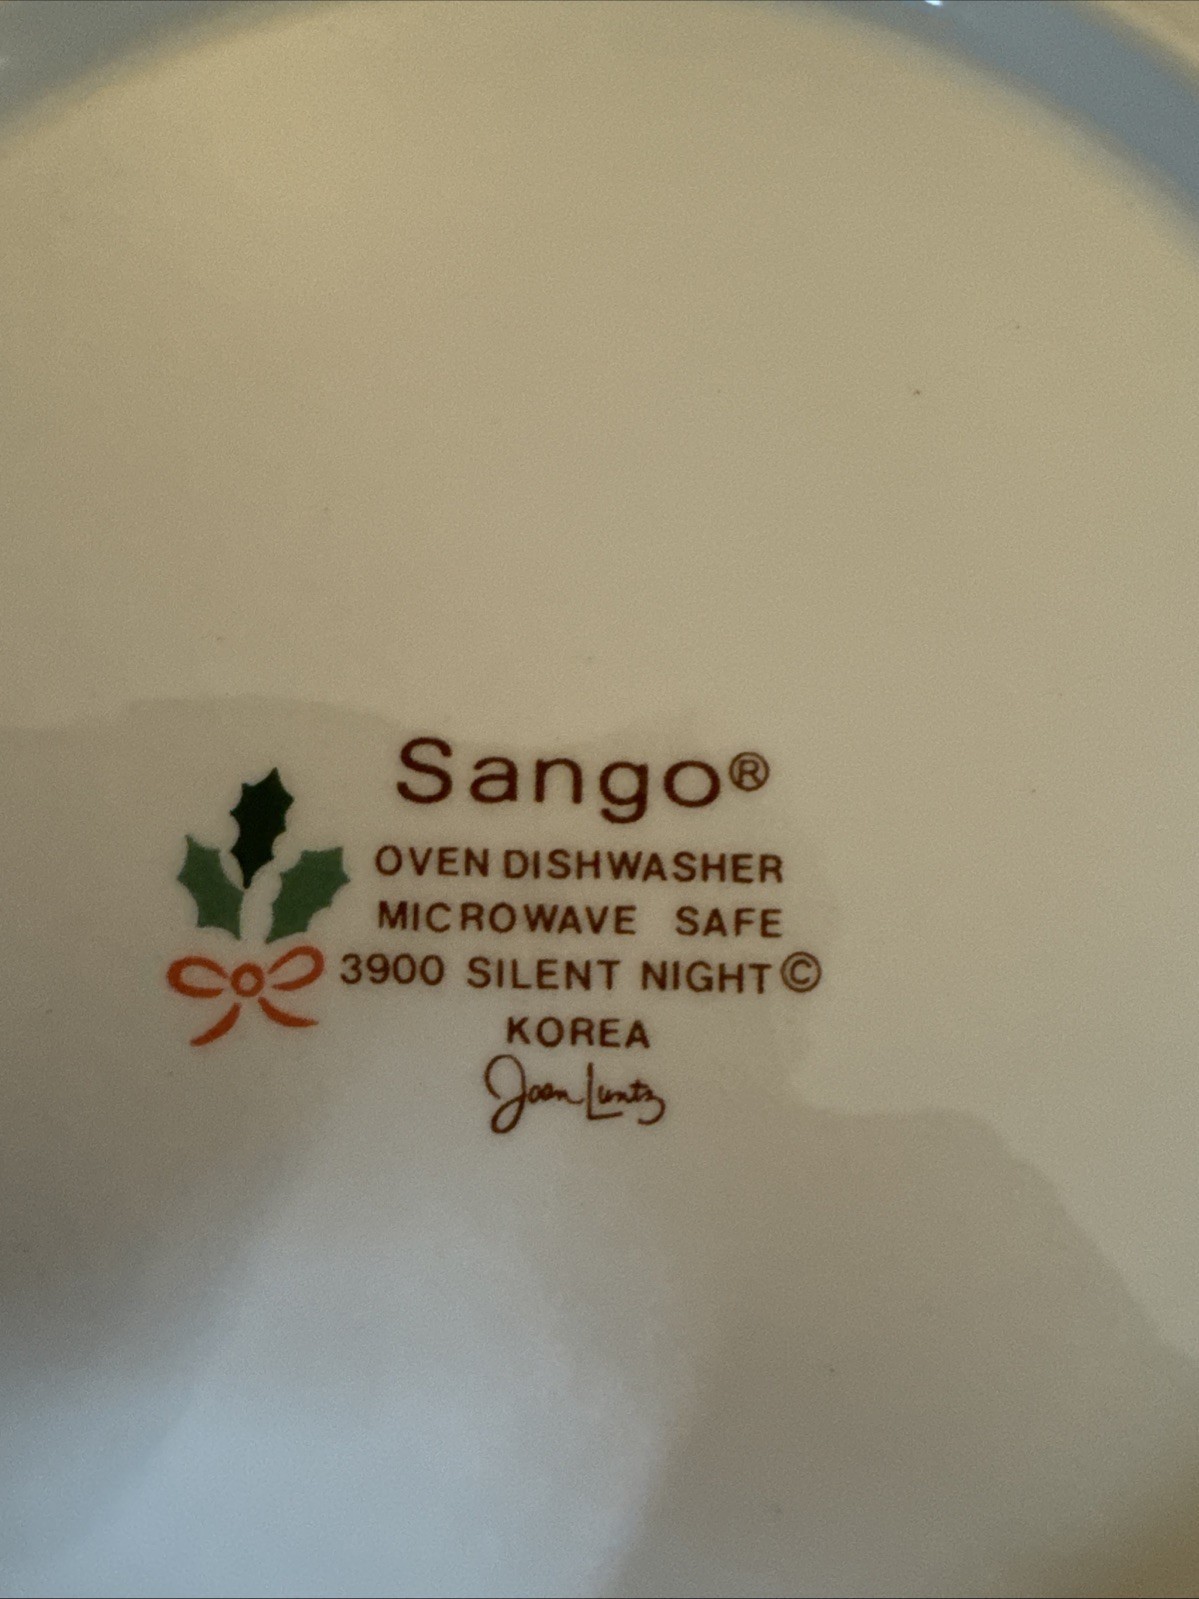 Sango®
OVEN DISHWASHER
MICROWAVE SAFE
3900 SILENT NIGHT©
KOREA
Joan Luntz